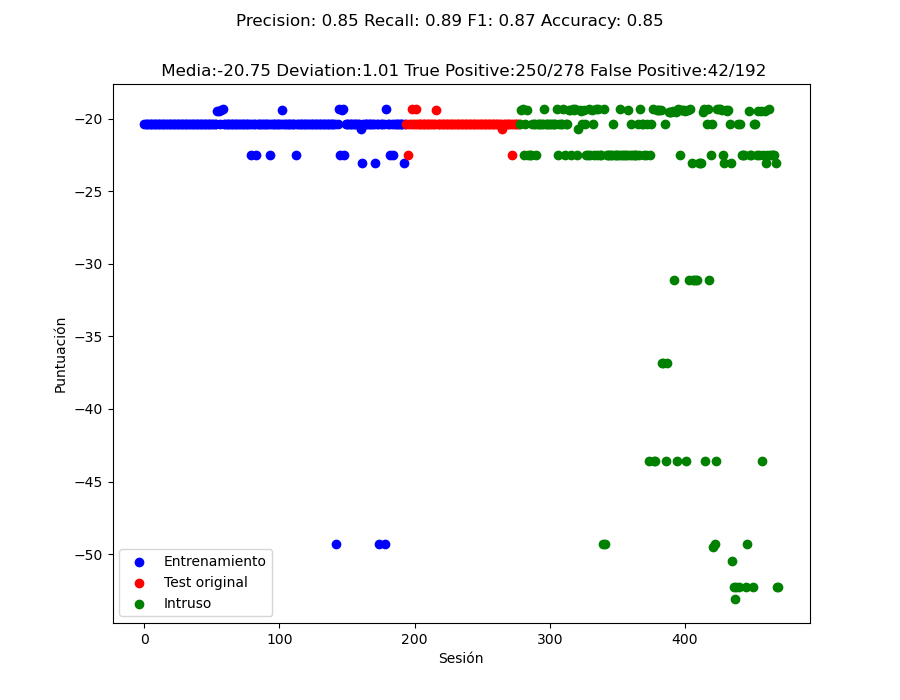 Precision: 0.85 Recall: 0.89 F1: 0.87 Accuracy: 0.85
Media:-20.75 Deviation:1.01 True Positive:250/278 False Positive:42/192
−20
−25
−30
−35
−40
−45
−50
Puntuación
Entrenamiento
Test original
Intruso
0
100
200
300
400
Sesión